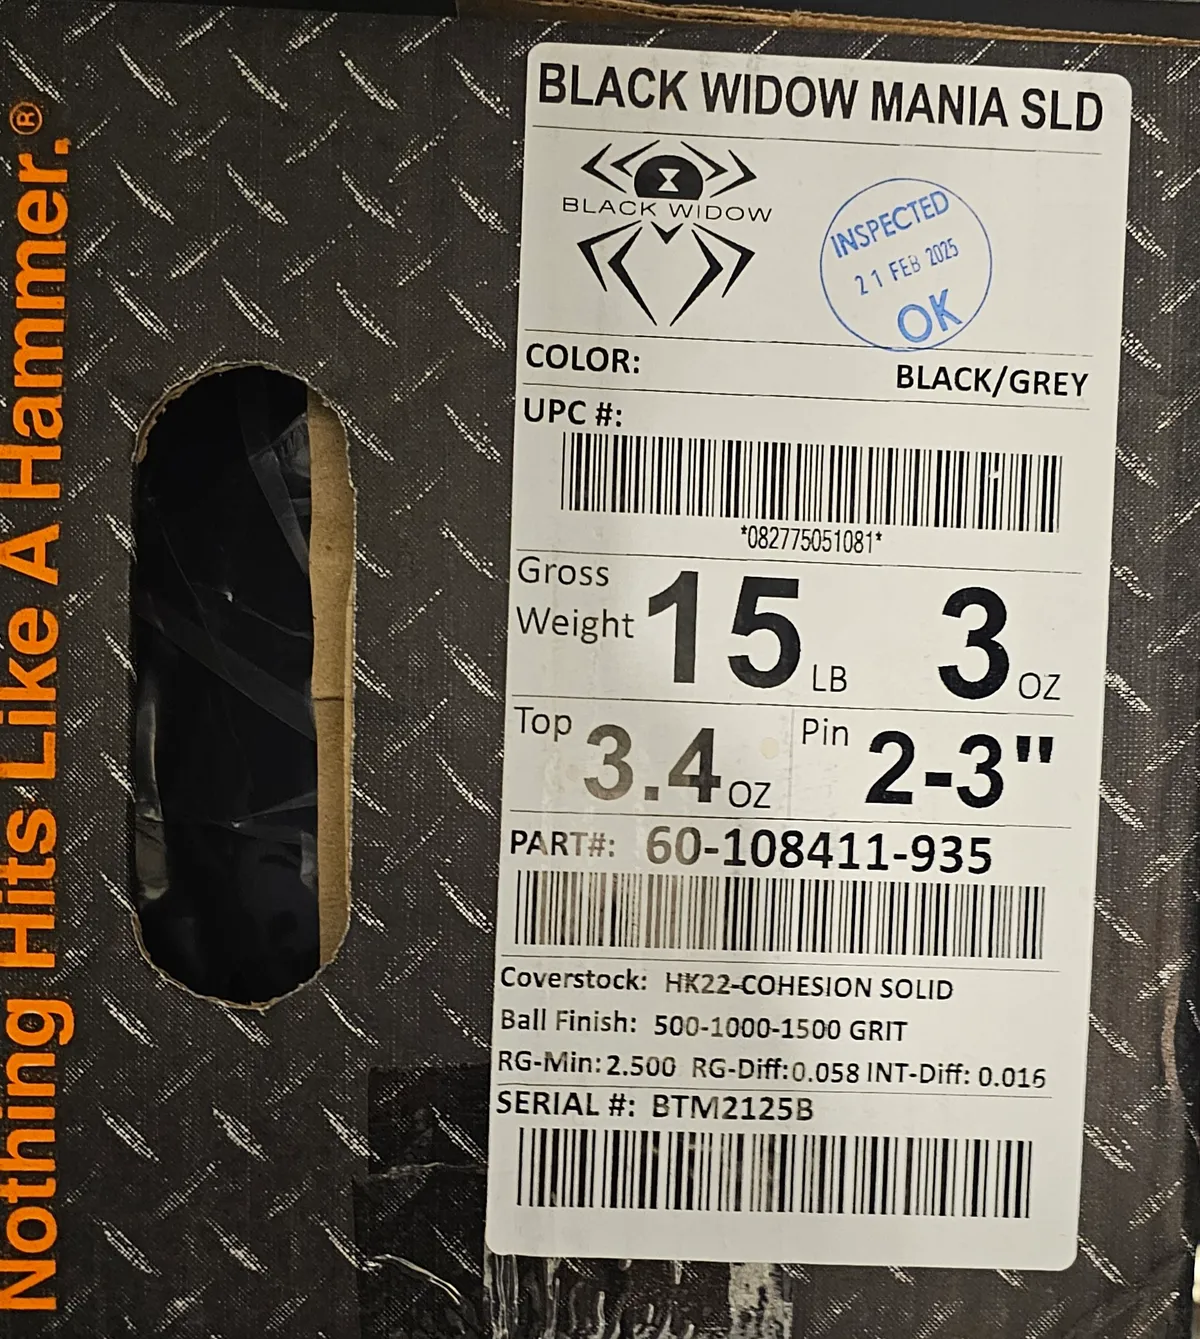 Nothing Hits Like A Hammer.®
BLACK WIDOW MANIA SLD
BLACK WIDOW
INSPECTED
21 FEB 2025
OK
COLOR: BLACK/GREY
UPC #:
*082775051081*
Gross Weight 15 LB 3 OZ
Top 3.4 OZ Pin 2-3"
PART#: 60-108411-935
Coverstock: HK22-COHESION SOLID
Ball Finish: 500-1000-1500 GRIT
RG-Min: 2.500 RG-Diff: 0.058 INT-Diff: 0.016
SERIAL #: BTM2125B